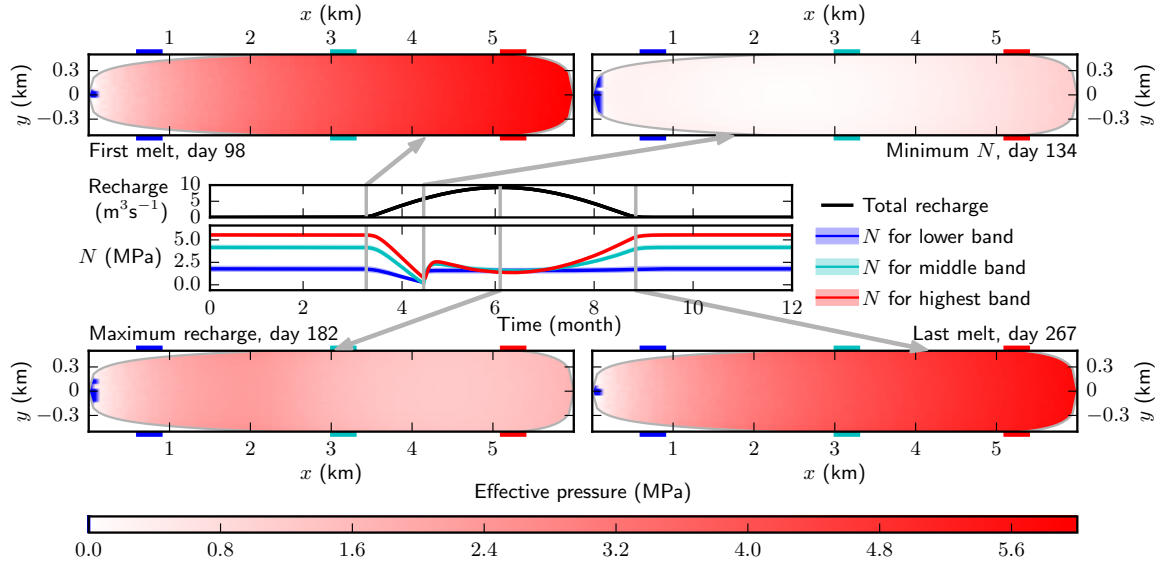 x (km)
x (km)
1 2 3 4 5
1 2 3 4 5
y (km)
0.3
0
−0.3
0.3
0
−0.3
y (km)
First melt, day 98
Minimum N, day 134
Recharge
(m³s⁻¹)
10
5
0
N (MPa)
5.0
2.5
0.0
0 2 4 6 8 10 12
Time (month)
Total recharge
N for lower band
N for middle band
N for highest band
Maximum recharge, day 182
Last melt, day 267
y (km)
0.3
0
−0.3
0.3
0
−0.3
y (km)
1 2 3 4 5
1 2 3 4 5
x (km)
x (km)
Effective pressure (MPa)
0.0 0.8 1.6 2.4 3.2 4.0 4.8 5.6